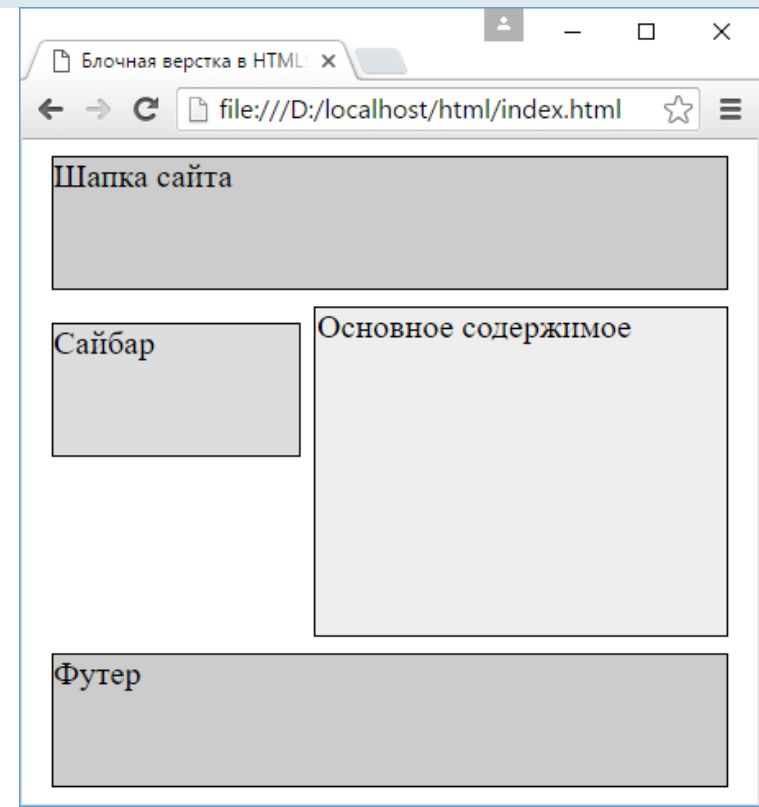 Блочная верстка в HTML
file:///D:/localhost/html/index.html
Шапка сайта
Сайбар
Основное содержимое
Футер